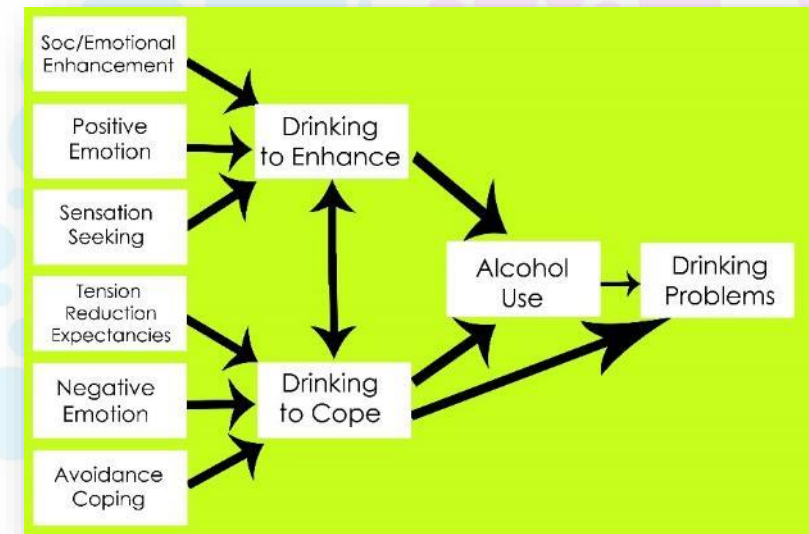 Soc/Emotional
Enhancement
Positive
Emotion
Sensation
Seeking
Tension
Reduction
Expectancies
Negative
Emotion
Avoidance
Coping
Drinking
to Enhance
Drinking
to Cope
Alcohol
Use
Drinking
Problems